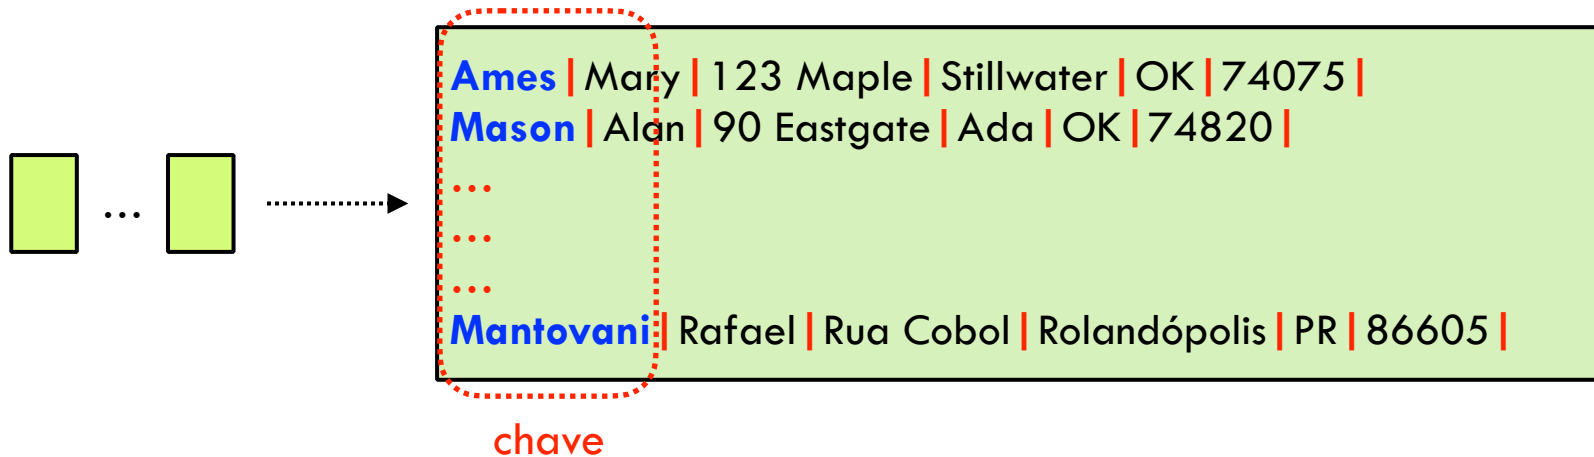 Ames|Mary|123 Maple|Stillwater|OK|74075|
Mason|Alan|90 Eastgate|Ada|OK|74820|
...
... ...
...
Mantovani|Rafael|Rua Cobol|Rolandópolis|PR|86605|
chave